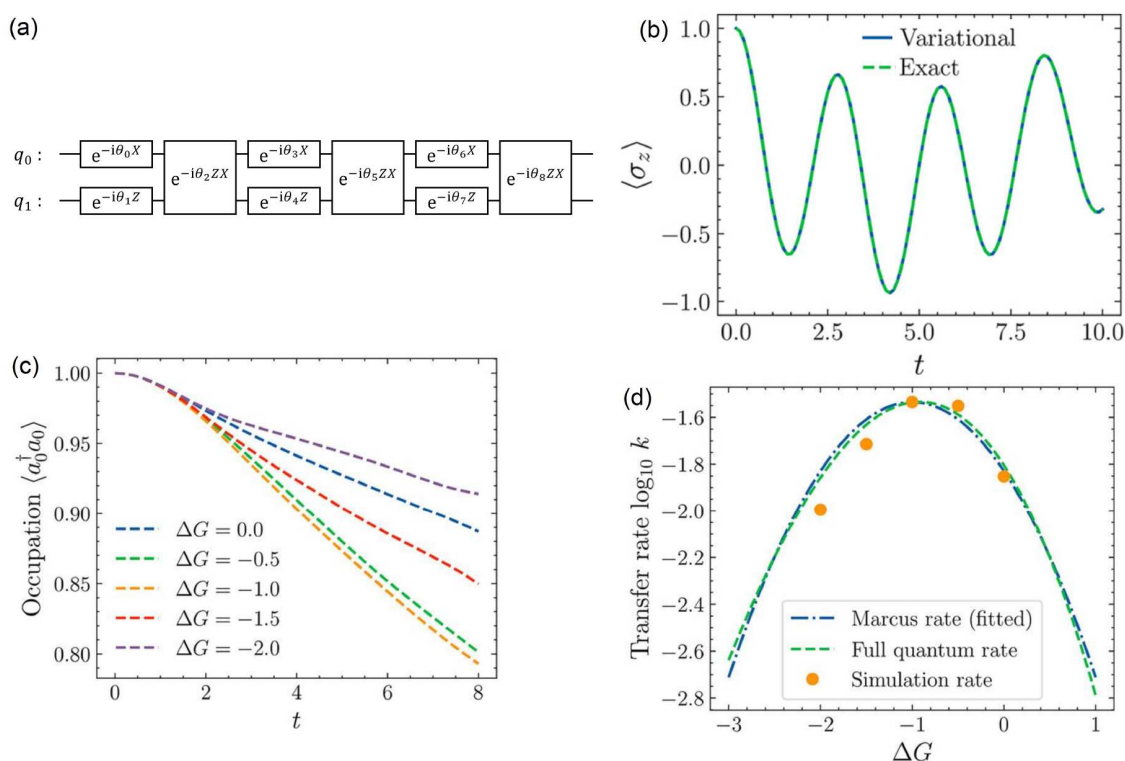 (a)
q₀ : e^{-iθ₀X} e^{-iθ₂ZX} e^{-iθ₃X} e^{-iθ₅ZX} e^{-iθ₆X} e^{-iθ₈ZX}
q₁ : e^{-iθ₁Z} e^{-iθ₄Z} e^{-iθ₇Z}
(b)
Variational
Exact
⟨σ_z⟩
1.0
0.5
0.0
−0.5
−1.0
0.0 2.5 5.0 7.5 10.0
t
(c)
Occupation ⟨a₀†a₀⟩
1.00
0.95
0.90
0.85
0.80
ΔG = 0.0
ΔG = −0.5
ΔG = −1.0
ΔG = −1.5
ΔG = −2.0
0 2 4 6 8
t
(d)
Transfer rate log₁₀ k
−1.6
−1.8
−2.0
−2.2
−2.4
−2.6
−2.8
Marcus rate (fitted)
Full quantum rate
Simulation rate
−3 −2 −1 0 1
ΔG